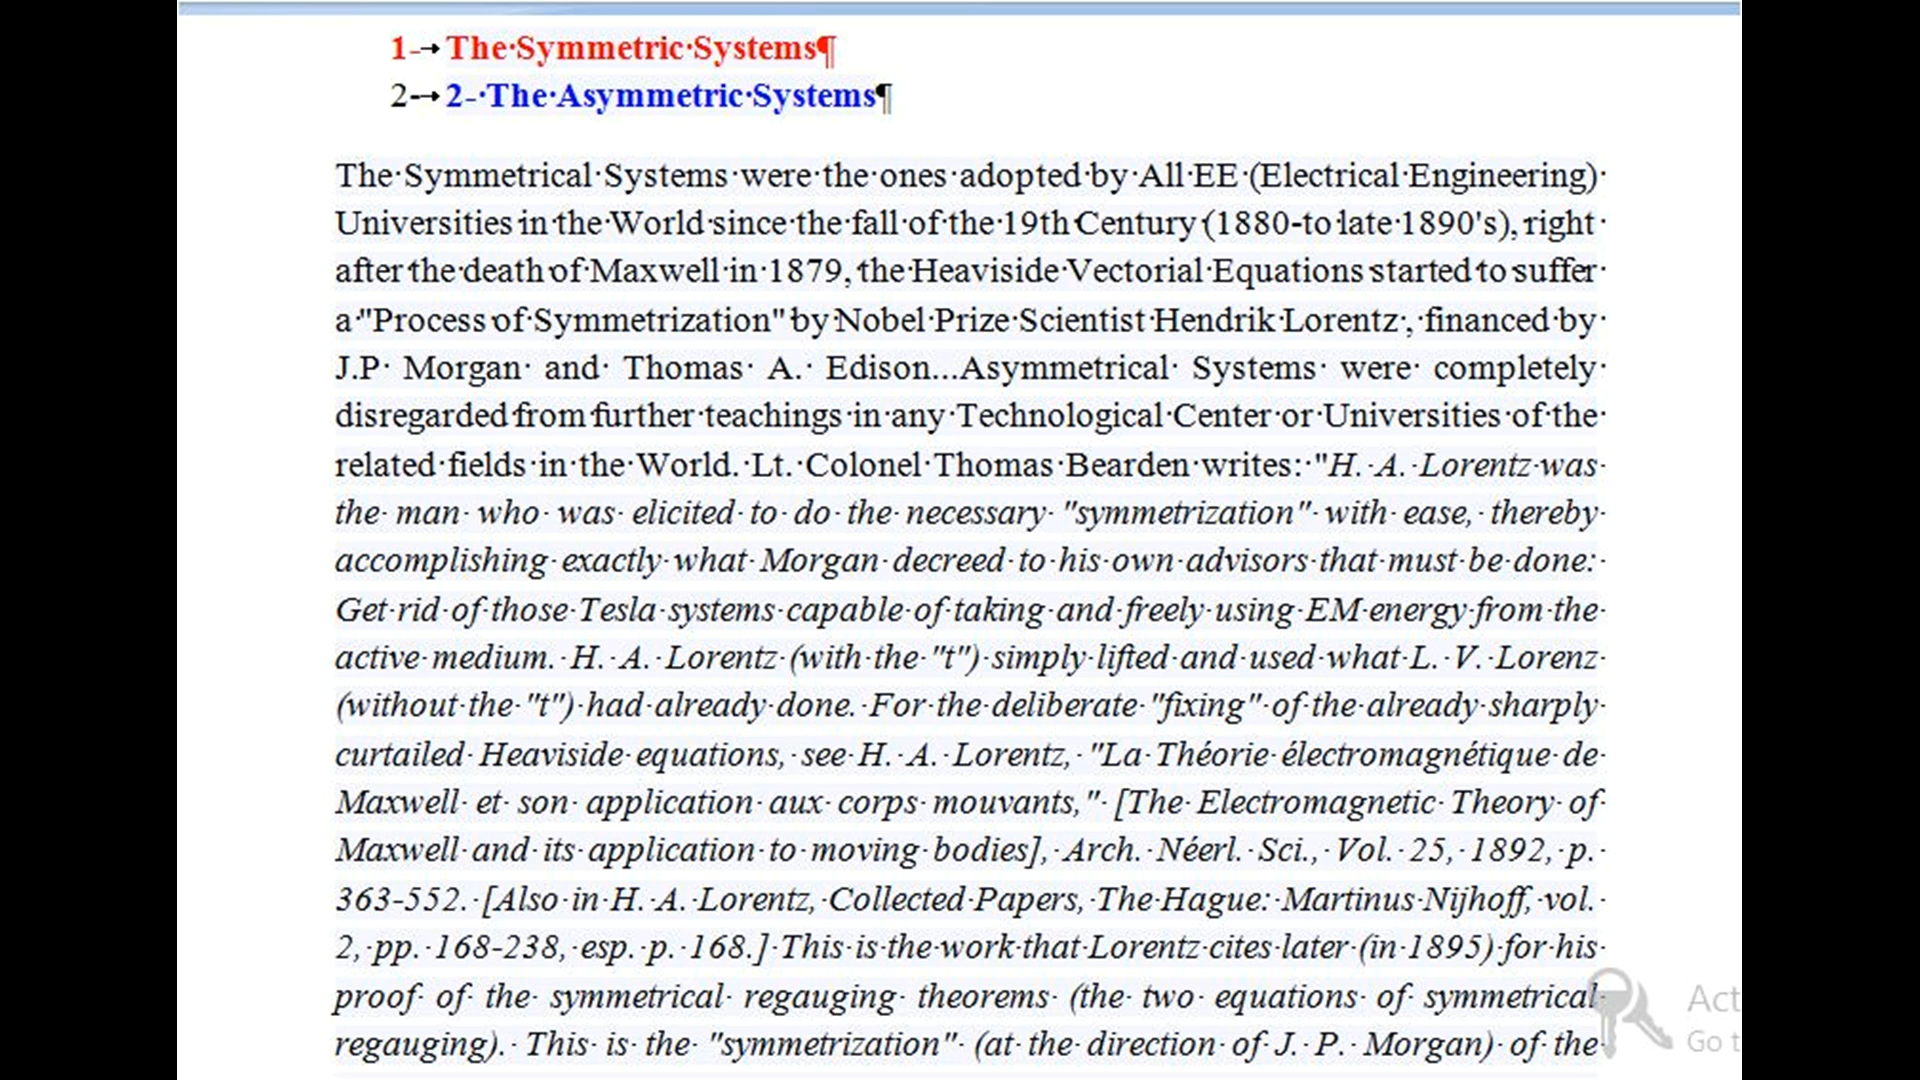 1- The Symmetric Systems¶
2- 2- The Asymmetric Systems¶
The Symmetrical Systems were the ones adopted by All EE (Electrical Engineering)
Universities in the World since the fall of the 19th Century (1880-to late 1890's), right
after the death of Maxwell in 1879, the Heaviside Vectorial Equations started to suffer
a "Process of Symmetrization" by Nobel Prize Scientist Hendrik Lorentz , financed by
J.P Morgan and Thomas A. Edison...Asymmetrical Systems were completely
disregarded from further teachings in any Technological Center or Universities of the
related fields in the World. Lt. Colonel Thomas Bearden writes: "H. A. Lorentz was
the man who was elicited to do the necessary "symmetrization" with ease, thereby
accomplishing exactly what Morgan decreed to his own advisors that must be done:
Get rid of those Tesla systems capable of taking and freely using EM energy from the
active medium. H. A. Lorentz (with the "t") simply lifted and used what L. V. Lorenz
(without the "t") had already done. For the deliberate "fixing" of the already sharply
curtailed Heaviside equations, see H. A. Lorentz, "La Théorie électromagnétique de
Maxwell et son application aux corps mouvants," [The Electromagnetic Theory of
Maxwell and its application to moving bodies], Arch. Néerl. Sci., Vol. 25, 1892, p.
363-552. [Also in H. A. Lorentz, Collected Papers, The Hague: Martinus Nijhoff, vol.
2, pp. 168-238, esp. p. 168.] This is the work that Lorentz cites later (in 1895) for his
proof of the symmetrical regauging theorems (the two equations of symmetrical
regauging). This is the "symmetrization" (at the direction of J. P. Morgan) of the
Act
Go t